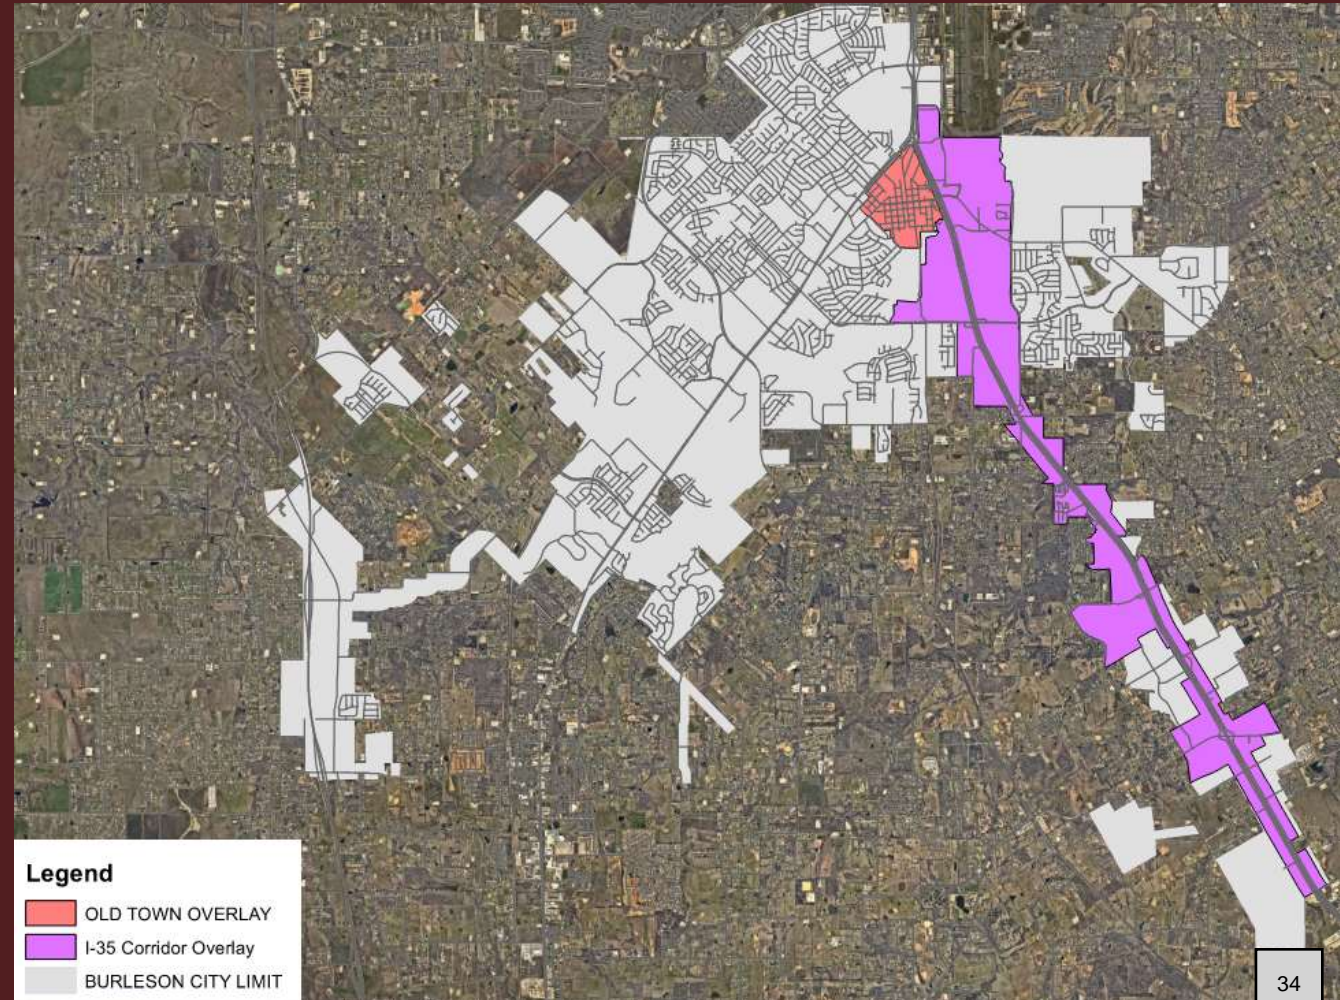 Legend
OLD TOWN OVERLAY
I-35 Corridor Overlay
BURLESON CITY LIMIT
34